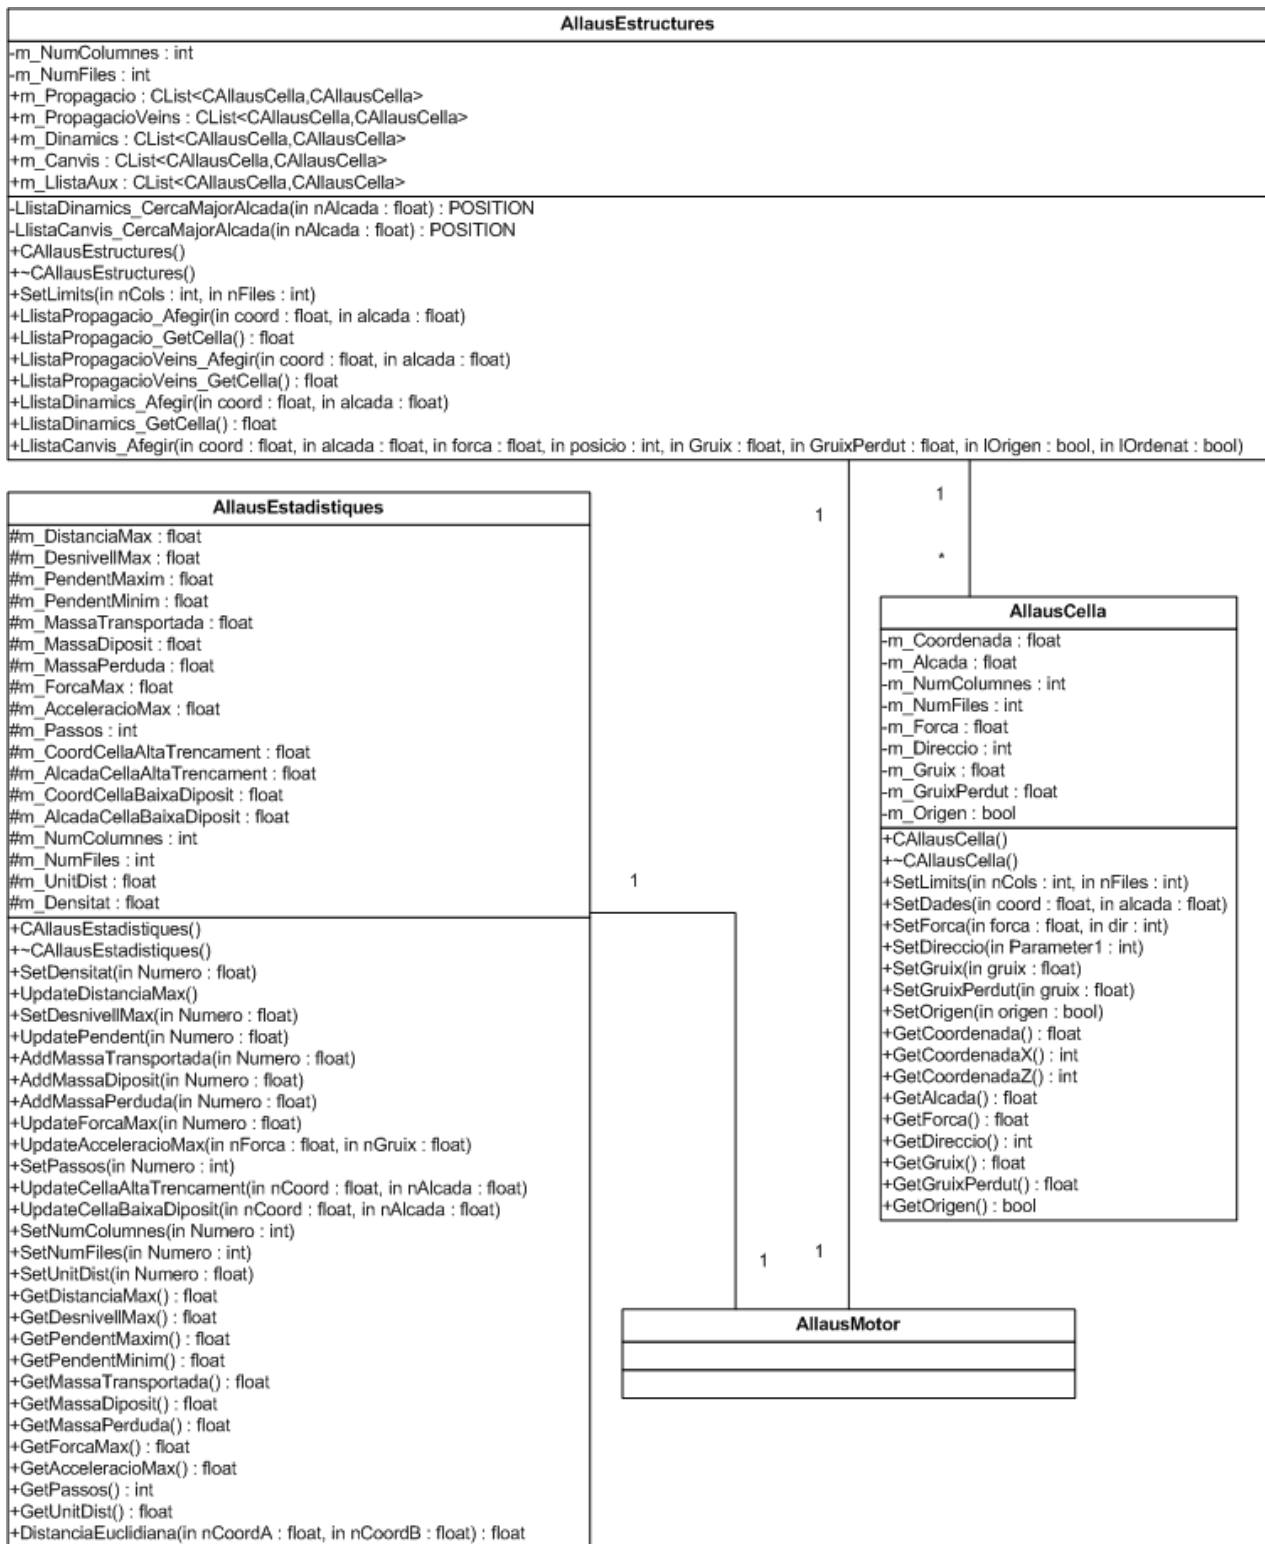 AllausEstructures
-m_NumColumnes : int
-m_NumFiles : int
+m_Propagacio : CList<CAllausCella,CAllausCella>
+m_PropagacioVeins : CList<CAllausCella,CAllausCella>
+m_Dinamics : CList<CAllausCella,CAllausCella>
+m_Canvis : CList<CAllausCella,CAllausCella>
+m_LlistaAux : CList<CAllausCella,CAllausCella>
-LlistaDinamics_CercaMajorAlcada(in nAlcada : float) : POSITION
-LlistaCanvis_CercaMajorAlcada(in nAlcada : float) : POSITION
+CAllausEstructures()
+~CAllausEstructures()
+SetLimits(in nCols : int, in nFiles : int)
+LlistaPropagacio_Afegir(in coord : float, in alcada : float)
+LlistaPropagacio_GetCella() : float
+LlistaPropagacioVeins_Afegir(in coord : float, in alcada : float)
+LlistaPropagacioVeins_GetCella() : float
+LlistaDinamics_Afegir(in coord : float, in alcada : float)
+LlistaDinamics_GetCella() : float
+LlistaCanvis_Afegir(in coord : float, in alcada : float, in forca : float, in posicio : int, in Gruix : float, in GruixPerdut : float, in lOrigen : bool, in lOrdenat : bool)
1
1
*
AllausEstadistiques
#m_DistanciaMax : float
#m_DesnivellMax : float
#m_PendentMaxim : float
#m_PendentMinim : float
#m_MassaTransportada : float
#m_MassaDiposit : float
#m_MassaPerduda : float
#m_ForcaMax : float
#m_AcceleracioMax : float
#m_Passos : int
#m_CoordCellaAltaTrencament : float
#m_AlcadaCellaAltaTrencament : float
#m_CoordCellaBaixaDiposit : float
#m_AlcadaCellaBaixaDiposit : float
#m_NumColumnes : int
#m_NumFiles : int
#m_UnitDist : float
#m_Densitat : float
+CAllausEstadistiques()
+~CAllausEstadistiques()
+SetDensitat(in Numero : float)
+UpdateDistanciaMax()
+SetDesnivellMax(in Numero : float)
+UpdatePendent(in Numero : float)
+AddMassaTransportada(in Numero : float)
+AddMassaDiposit(in Numero : float)
+AddMassaPerduda(in Numero : float)
+UpdateForcaMax(in Numero : float)
+UpdateAcceleracioMax(in nForca : float, in nGruix : float)
+SetPassos(in Numero : int)
+UpdateCellaAltaTrencament(in nCoord : float, in nAlcada : float)
+UpdateCellaBaixaDiposit(in nCoord : float, in nAlcada : float)
+SetNumColumnes(in Numero : int)
+SetNumFiles(in Numero : int)
+SetUnitDist(in Numero : float)
+GetDistanciaMax() : float
+GetDesnivellMax() : float
+GetPendentMaxim() : float
+GetPendentMinim() : float
+GetMassaTransportada() : float
+GetMassaDiposit() : float
+GetMassaPerduda() : float
+GetForcaMax() : float
+GetAcceleracioMax() : float
+GetPassos() : int
+GetUnitDist() : float
+DistanciaEuclidiana(in nCoordA : float, in nCoordB : float) : float
AllausCella
-m_Coordenada : float
-m_Alcada : float
-m_NumColumnes : int
-m_NumFiles : int
-m_Forca : float
-m_Direccio : int
-m_Gruix : float
-m_GruixPerdut : float
-m_Origen : bool
+CAllausCella()
+~CAllausCella()
+SetLimits(in nCols : int, in nFiles : int)
+SetDades(in coord : float, in alcada : float)
+SetForca(in forca : float, in dir : int)
+SetDireccio(in Parameter1 : int)
+SetGruix(in gruix : float)
+SetGruixPerdut(in gruix : float)
+SetOrigen(in origen : bool)
+GetCoordenada() : float
+GetCoordenadaX() : int
+GetCoordenadaZ() : int
+GetAlcada() : float
+GetForca() : float
+GetDireccio() : int
+GetGruix() : float
+GetGruixPerdut() : float
+GetOrigen() : bool
1
1
1
AllausMotor